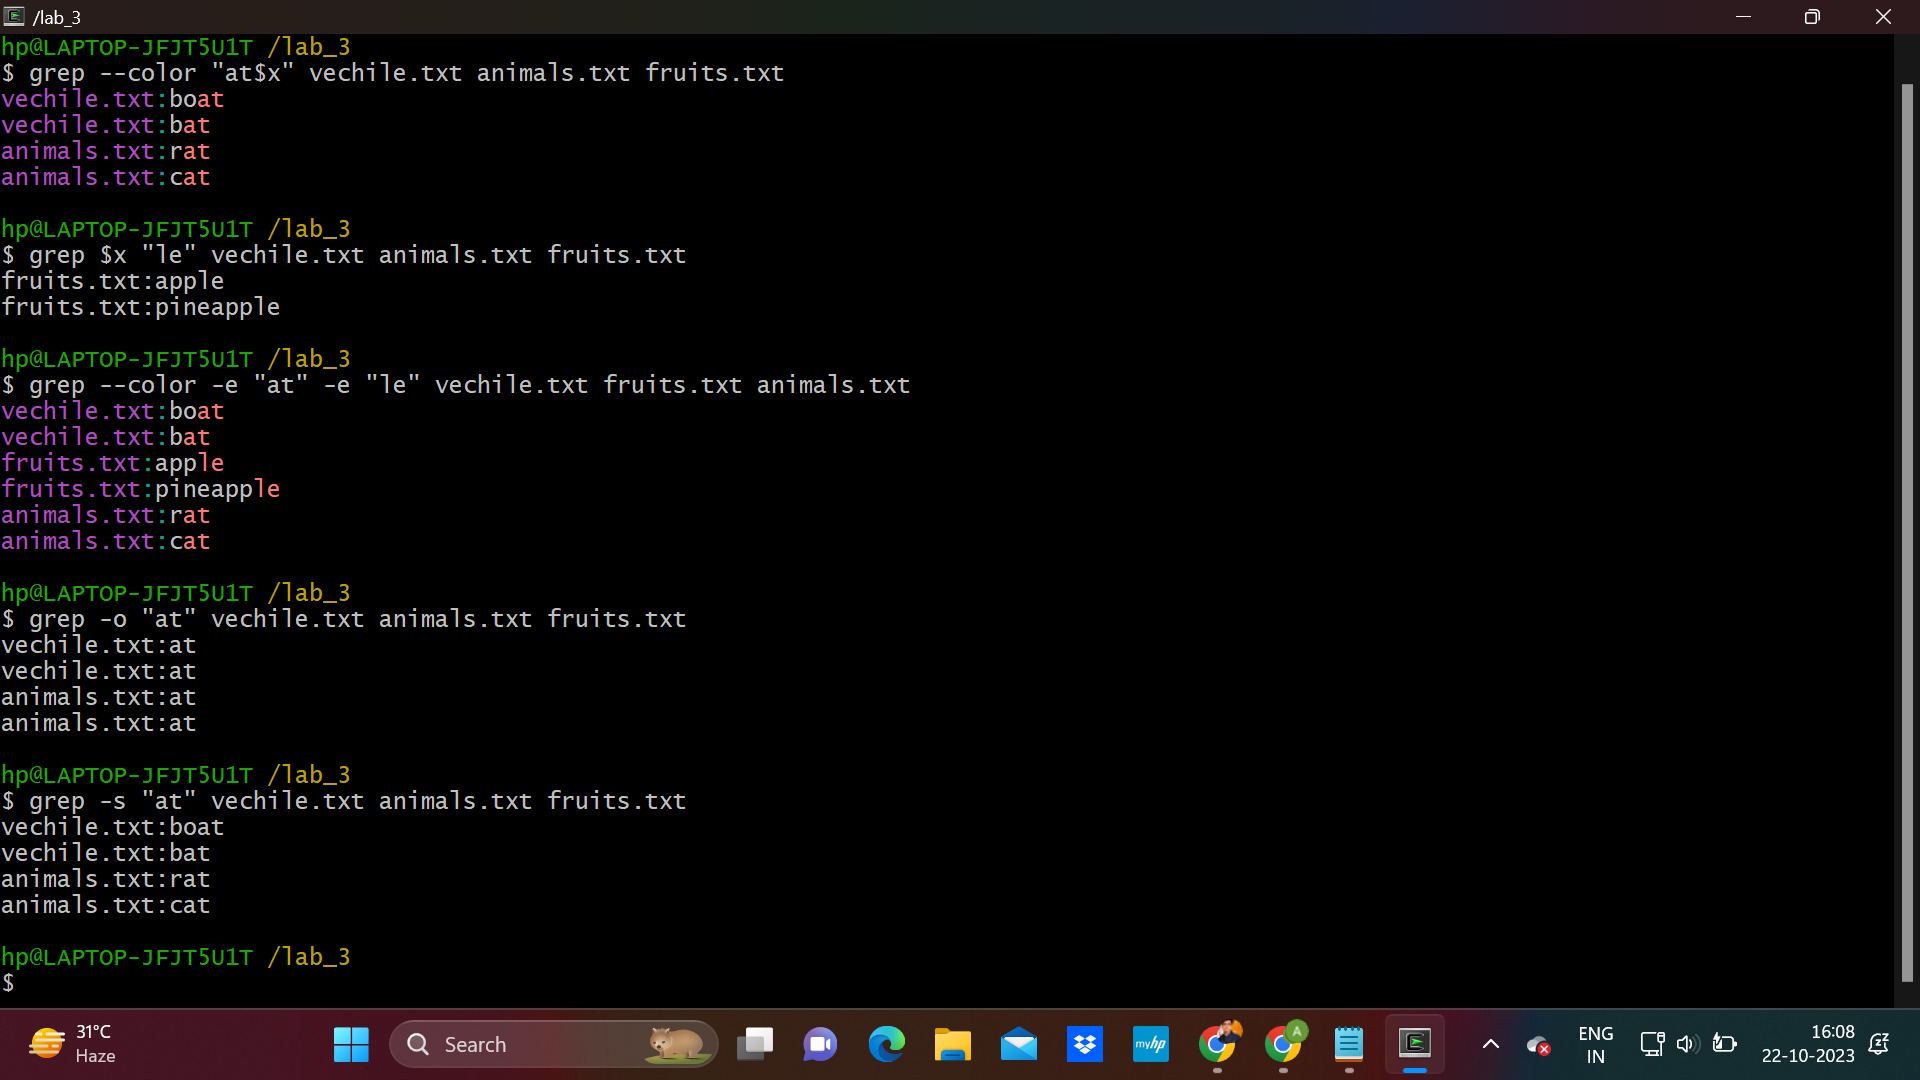 /lab_3
hp@LAPTOP-JFJT5U1T /lab_3
$ grep --color "at$x" vechile.txt animals.txt fruits.txt
vechile.txt:boat
vechile.txt:bat
animals.txt:rat
animals.txt:cat
hp@LAPTOP-JFJT5U1T /lab_3
$ grep $x "le" vechile.txt animals.txt fruits.txt
fruits.txt:apple
fruits.txt:pineapple
hp@LAPTOP-JFJT5U1T /lab_3
$ grep --color -e "at" -e "le" vechile.txt fruits.txt animals.txt
vechile.txt:boat
vechile.txt:bat
fruits.txt:apple
fruits.txt:pineapple
animals.txt:rat
animals.txt:cat
hp@LAPTOP-JFJT5U1T /lab_3
$ grep -o "at" vechile.txt animals.txt fruits.txt
vechile.txt:at
vechile.txt:at
animals.txt:at
animals.txt:at
hp@LAPTOP-JFJT5U1T /lab_3
$ grep -s "at" vechile.txt animals.txt fruits.txt
vechile.txt:boat
vechile.txt:bat
animals.txt:rat
animals.txt:cat
hp@LAPTOP-JFJT5U1T /lab_3
$
31°C
Haze
Search
myhp
A
ENG
IN
16:08
22-10-2023